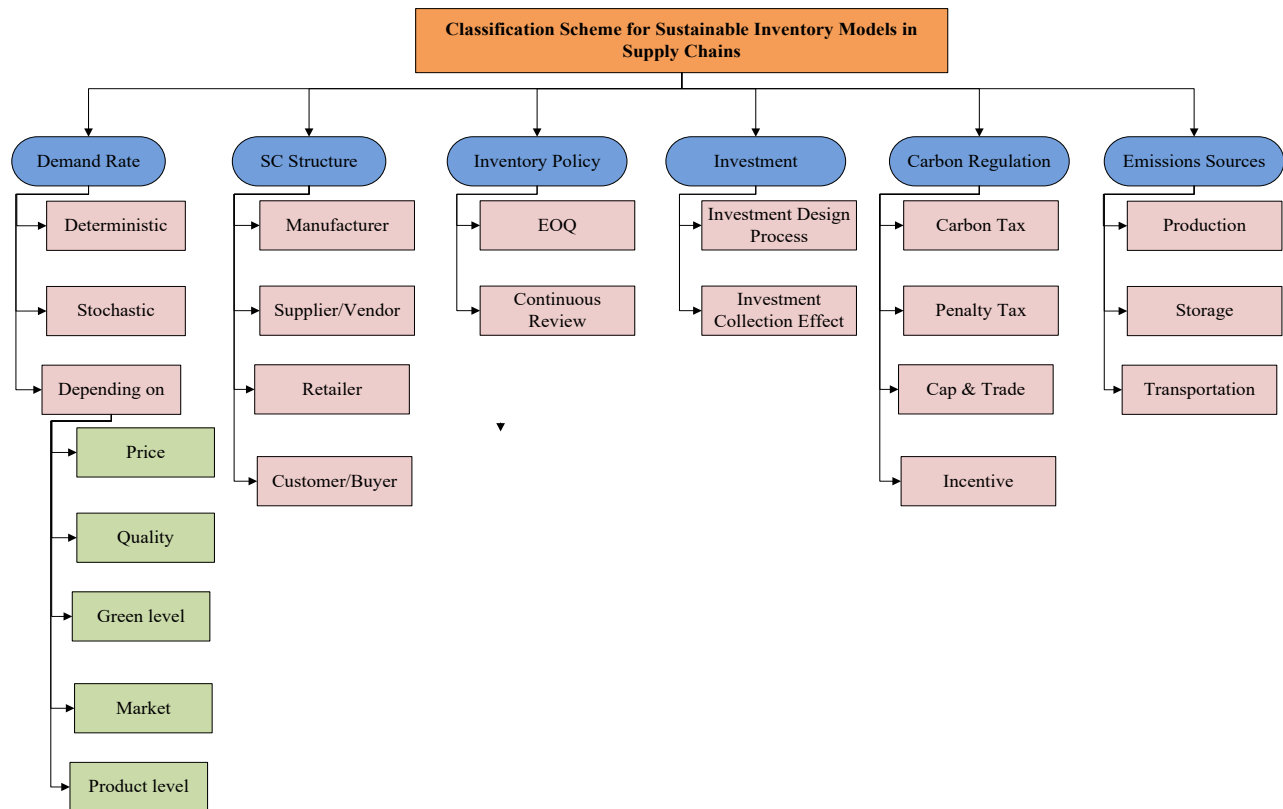 Classification Scheme for Sustainable Inventory Models in
Supply Chains
Demand Rate
SC Structure
Inventory Policy
Investment
Carbon Regulation
Emissions Sources
Deterministic
Stochastic
Depending on
Price
Quality
Green level
Market
Product level
Manufacturer
Supplier/Vendor
Retailer
Customer/Buyer
EOQ
Continuous
Review
Investment Design
Process
Investment
Collection Effect
Carbon Tax
Penalty Tax
Cap & Trade
Incentive
Production
Storage
Transportation